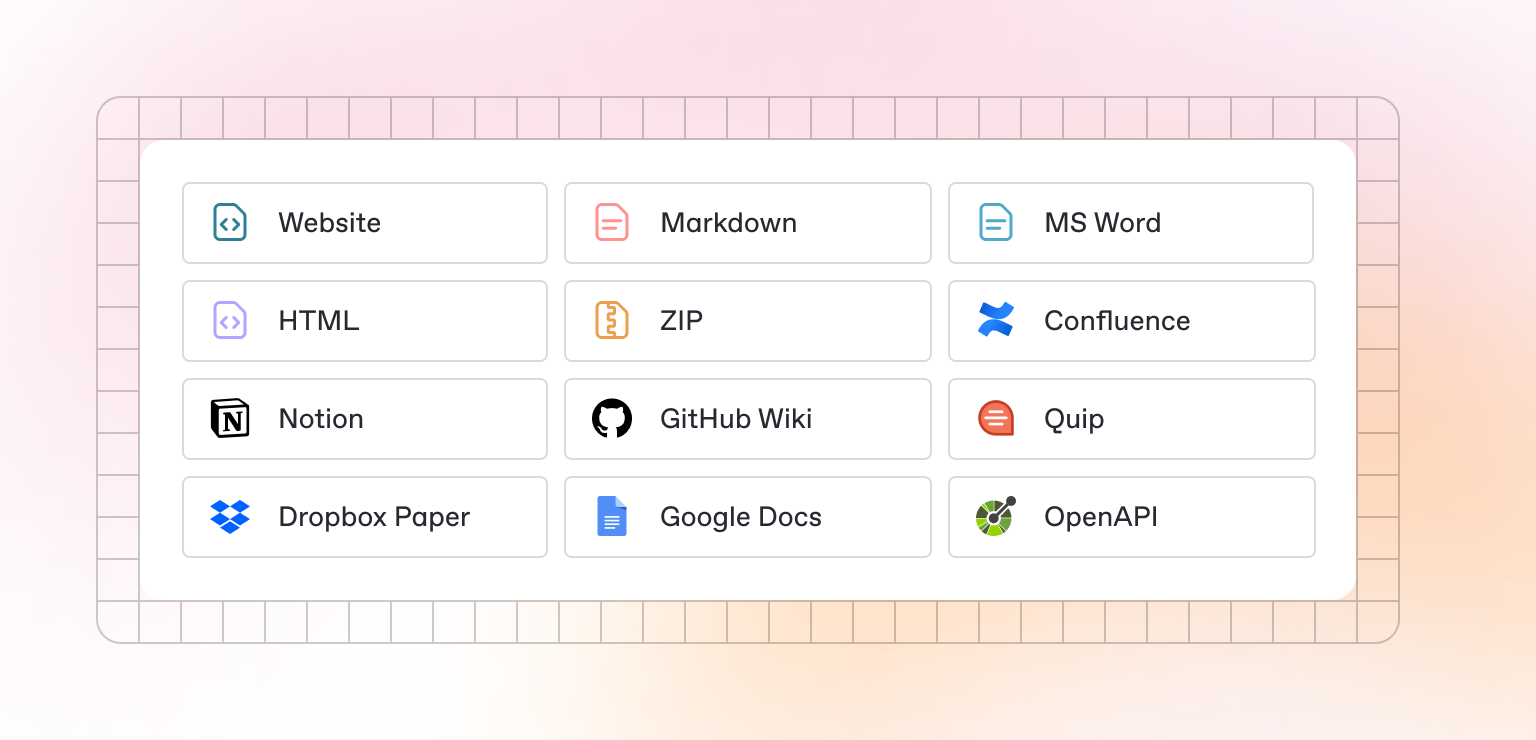 Website
Markdown
MS Word
HTML
ZIP
Confluence
Notion
GitHub Wiki
Quip
Dropbox Paper
Google Docs
OpenAPI